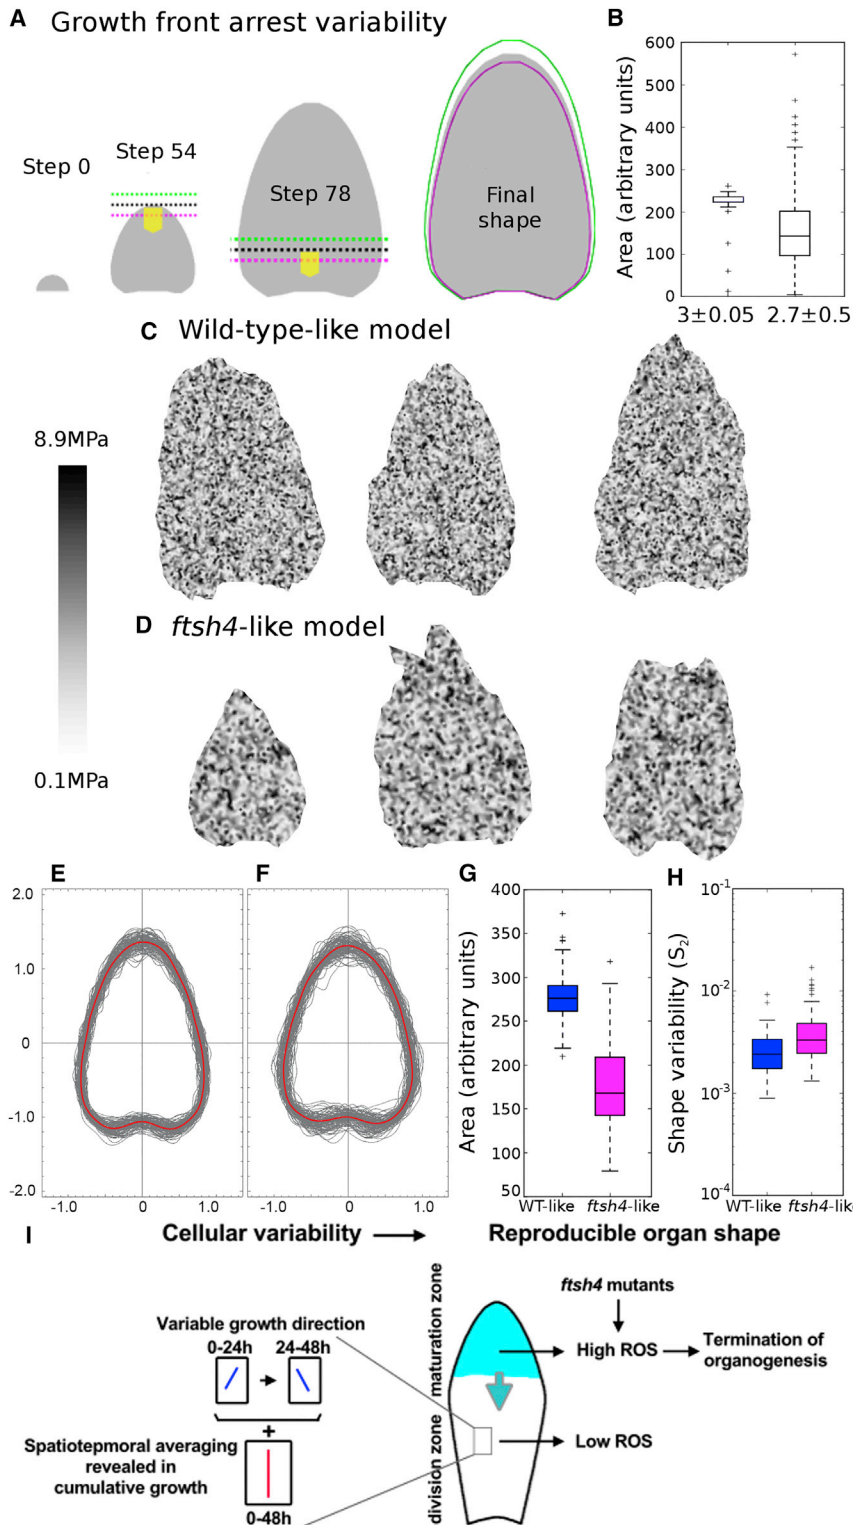 A Growth front arrest variability
Step 0
Step 54
Step 78
Final
shape
B
Area (arbitrary units)
600
500
400
300
200
100
0
3±0.05 2.7±0.5
C Wild-type-like model
8.9MPa
0.1MPa
D ftsh4-like model
E
2.0
1.0
0
-1.0
-2.0
-1.0 0 1.0
F
-1.0 0 1.0
G
Area (arbitrary units)
400
350
300
250
200
150
100
50
WT-like ftsh4-like
H
Shape variability (S2)
10-1
10-2
10-3
10-4
WT-like ftsh4-like
I
Cellular variability Reproducible organ shape
Variable growth direction
0-24h 24-48h
+
Spatiotepmoral averaging
revealed in
cumulative growth
0-48h
maturation zone
division zone
ftsh4 mutants
High ROS
Termination of
organogenesis
Low ROS